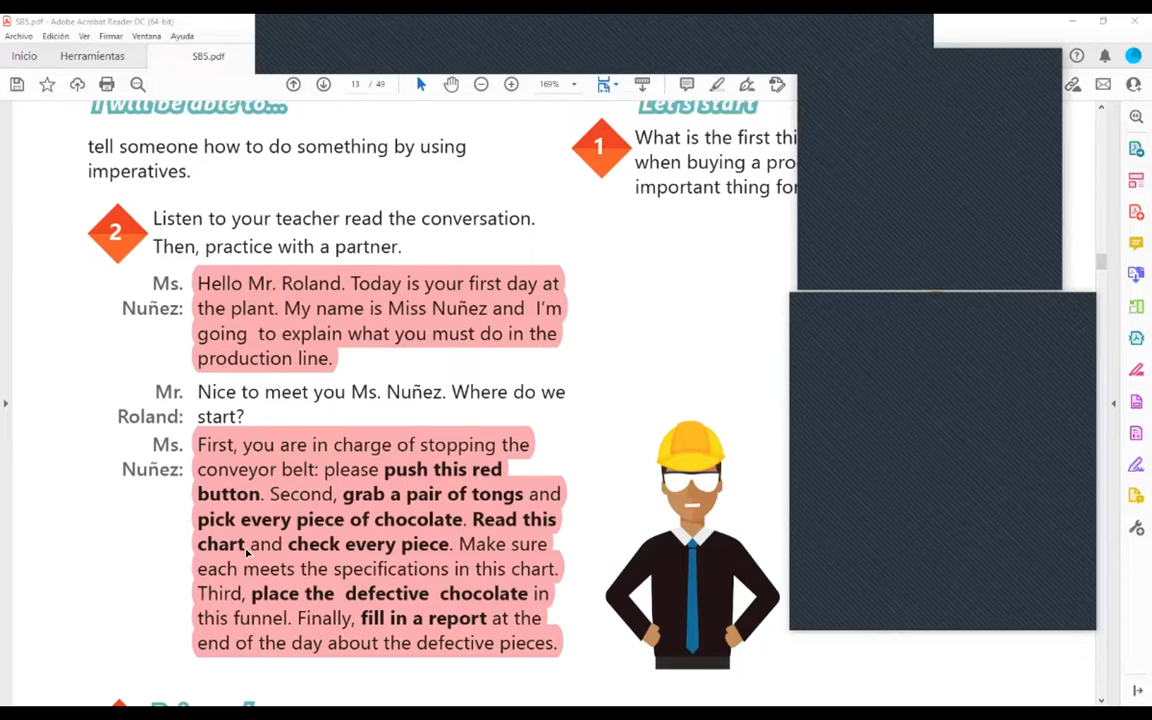 SB5.pdf - Adobe Acrobat Reader DC (64-bit)
Archivo Edición Ver Firmar Ventana Ayuda
Inicio Herramientas SB5.pdf
13 / 49 169%
I will be able to...
tell someone how to do something by using
imperatives.
Let's start
1
What is the first
when buying a
important thing for
2
Listen to your teacher read the conversation.
Then, practice with a partner.
Ms. Nuñez:
Hello Mr. Roland. Today is your first day at
the plant. My name is Miss Nuñez and I'm
going to explain what you must do in the
production line.
Mr. Roland:
Nice to meet you Ms. Nuñez. Where do we
start?
Ms. Nuñez:
First, you are in charge of stopping the
conveyor belt: please push this red
button. Second, grab a pair of tongs and
pick every piece of chocolate. Read this
chart and check every piece. Make sure
each meets the specifications in this chart.
Third, place the defective chocolate in
this funnel. Finally, fill in a report at the
end of the day about the defective pieces.